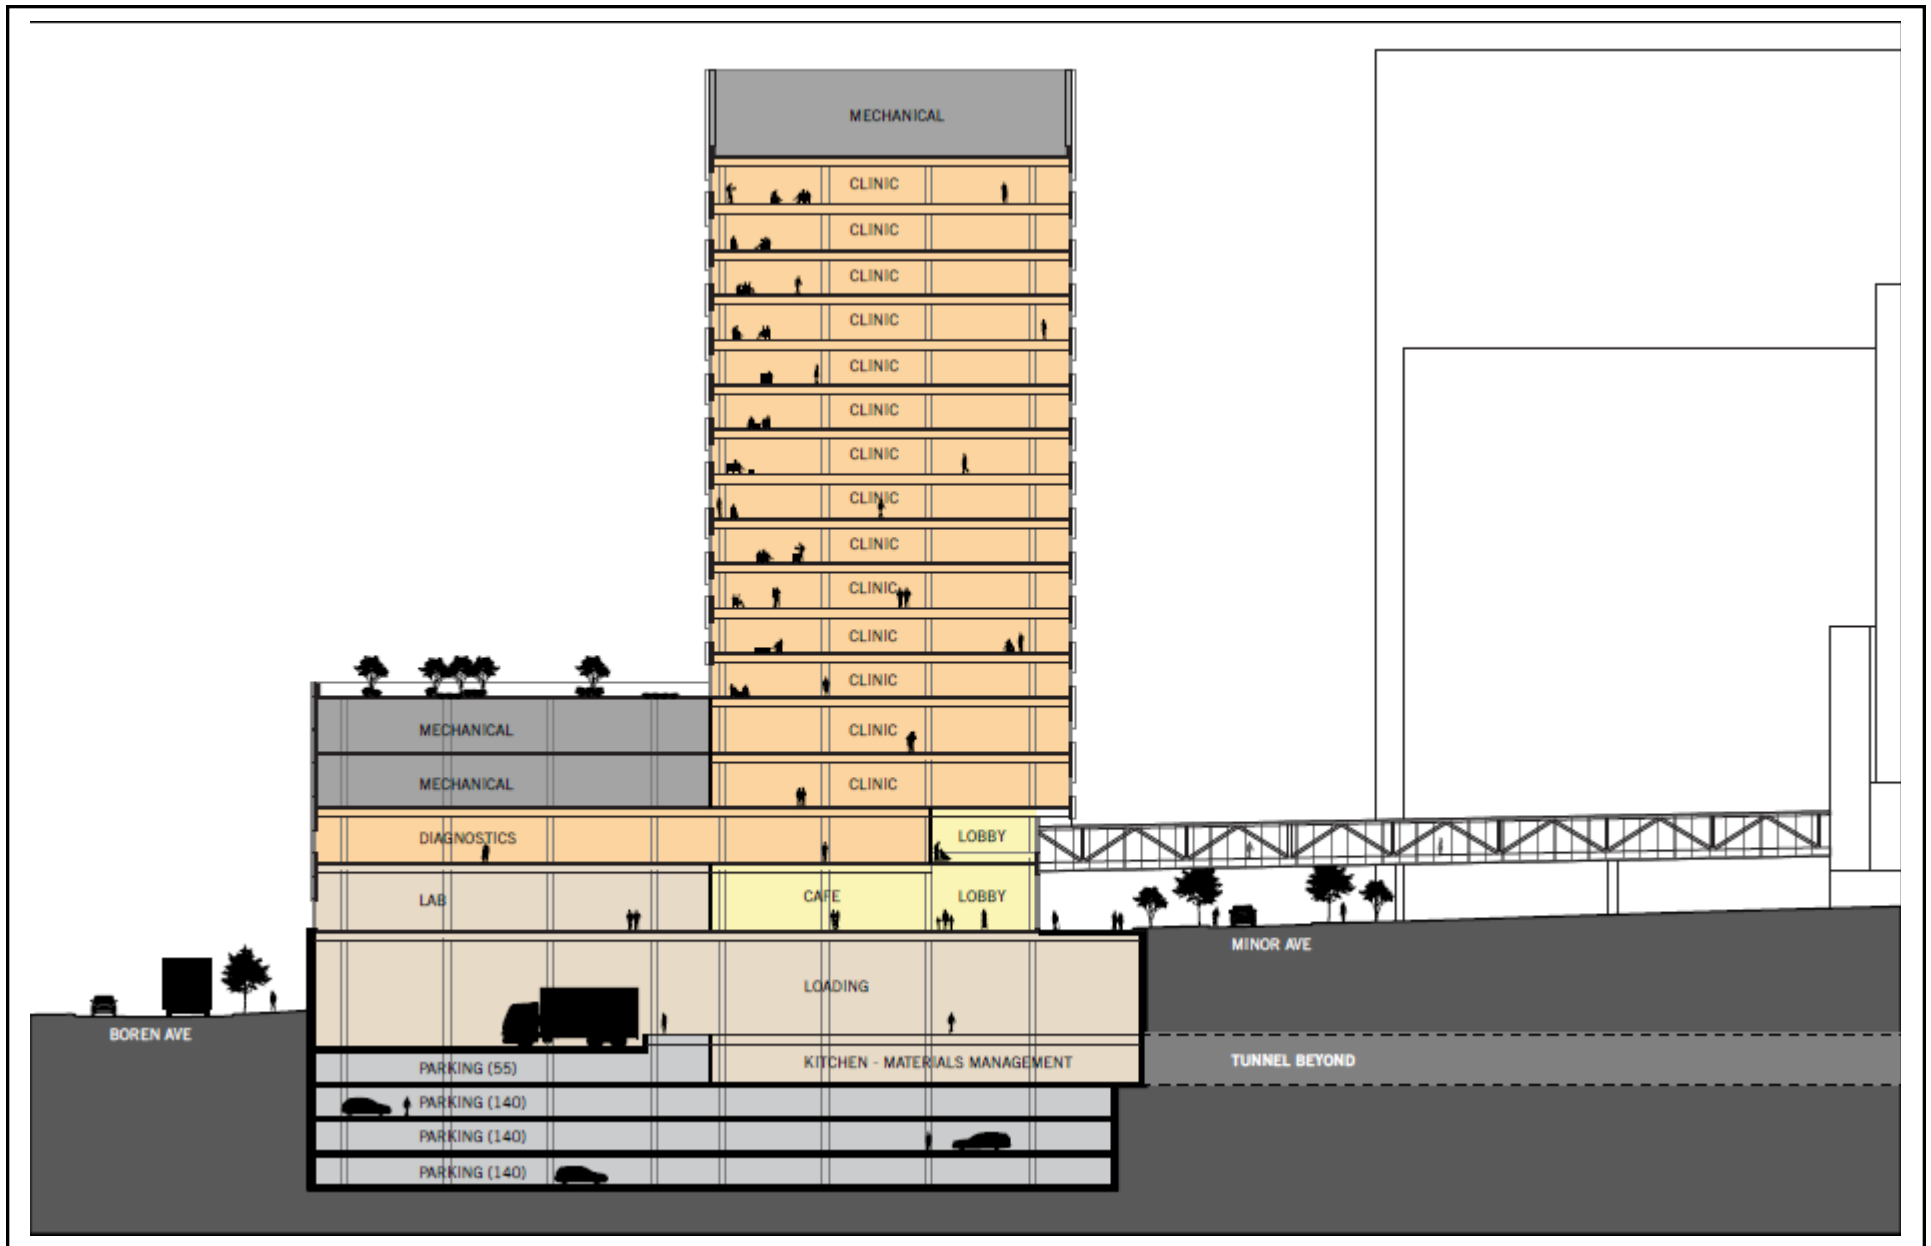 MECHANICAL
CLINIC
CLINIC
CLINIC
CLINIC
CLINIC
CLINIC
CLINIC
CLINIC
CLINIC
CLINIC
CLINIC
CLINIC
MECHANICAL CLINIC
MECHANICAL CLINIC
DIAGNOSTICS LOBBY
LAB CAFE LOBBY
MINOR AVE
LOADING
BOREN AVE
TUNNEL BEYOND
PARKING (55) KITCHEN - MATERIALS MANAGEMENT
PARKING (140)
PARKING (140)
PARKING (140)